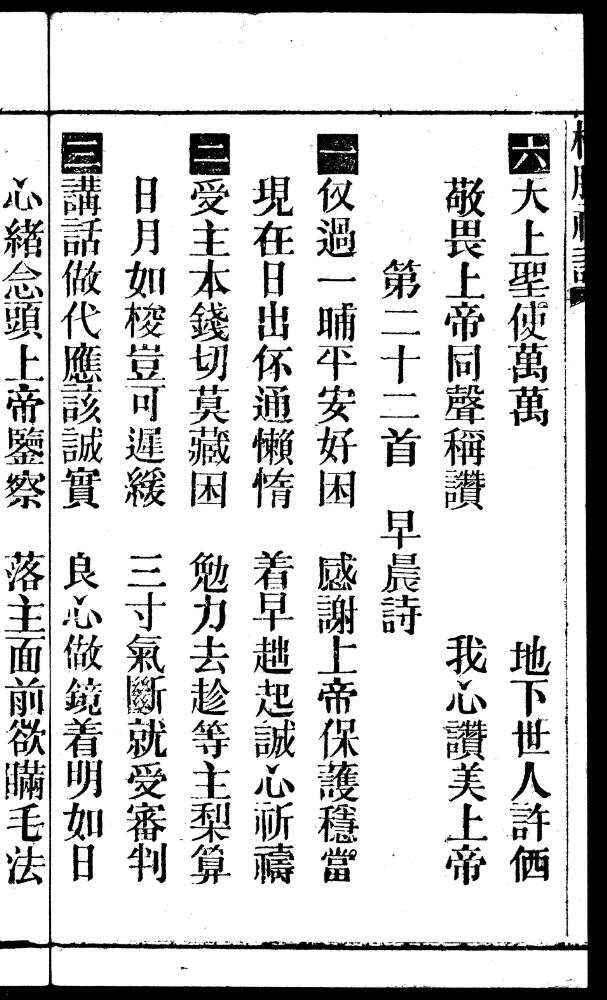 六 天上聖使萬萬 地下世人許𠉞
敬畏上帝同聲稱讚 我心讚美上帝
第二十二首 早晨詩
一 仅過一晡平安好困 感謝上帝保護穩當
現在日出伓通懶惰 着早趒起誠心祈禱
二 受主本錢切莫藏囥 勉力去趁等主𣁳算
日月如梭豈可遲緩 三寸氣斷就受審判
三 講話做代應該誠實 良心做鏡着明如日
心緒念頭上帝鑒察 落主面前欲瞞毛法